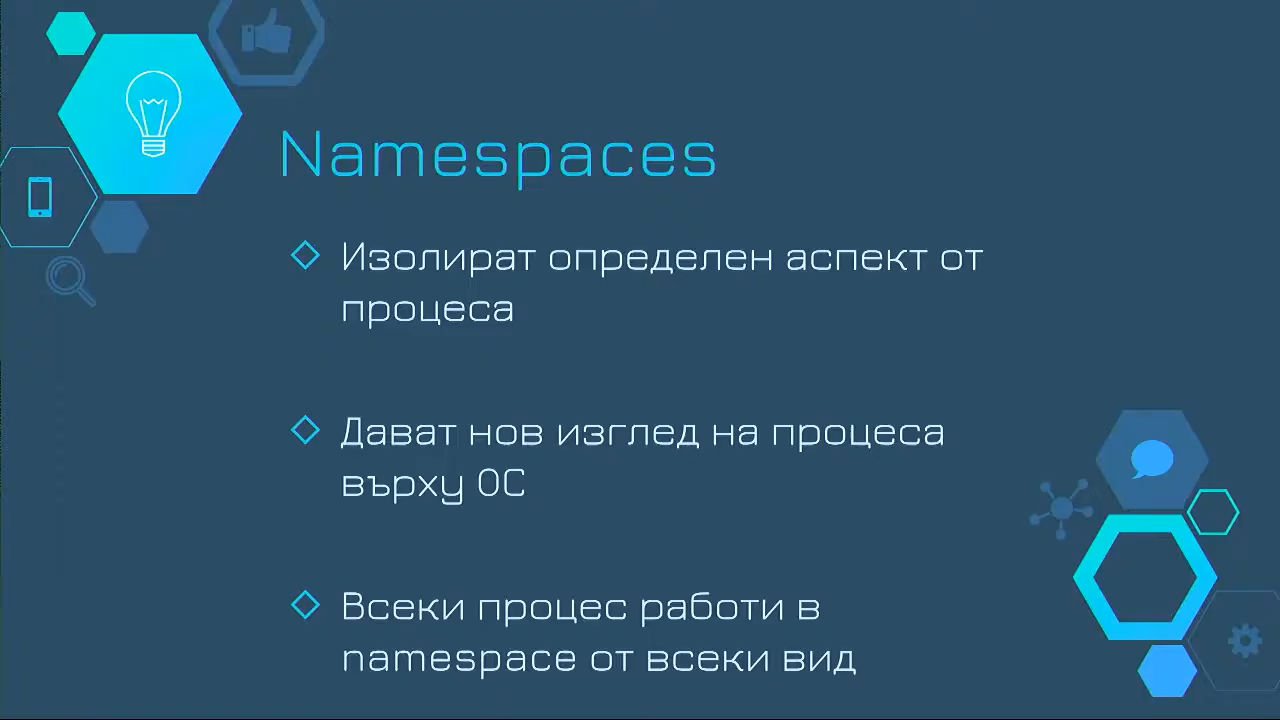 Namespaces
Изолират определен аспект от
процеса
Дават нов изглед на процеса
върху ОС
Всеки процес работи в
namespace от всеки вид